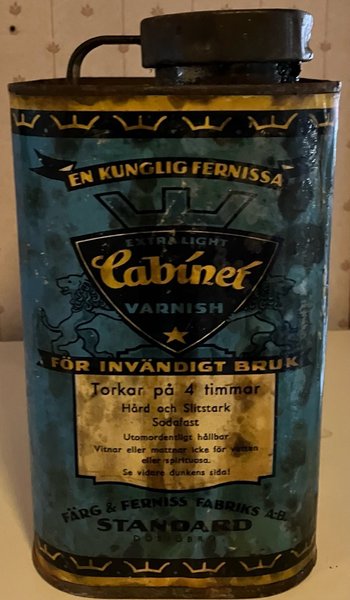 EN KUNGLIG FERNISSA
EXTRA LIGHT
Cabinet
VARNISH
FÖR INVÄNDIGT BRUK
Torkar på 4 timmar
Hård och Slitstark
Sodafast
Utomordentligt hållbar
Vitnar eller mattnar icke för vatten
eller spirituosa.
Se vidare dunkens sida!
FÄRG & FERNISS FABRIKS A.B.
STANDARD